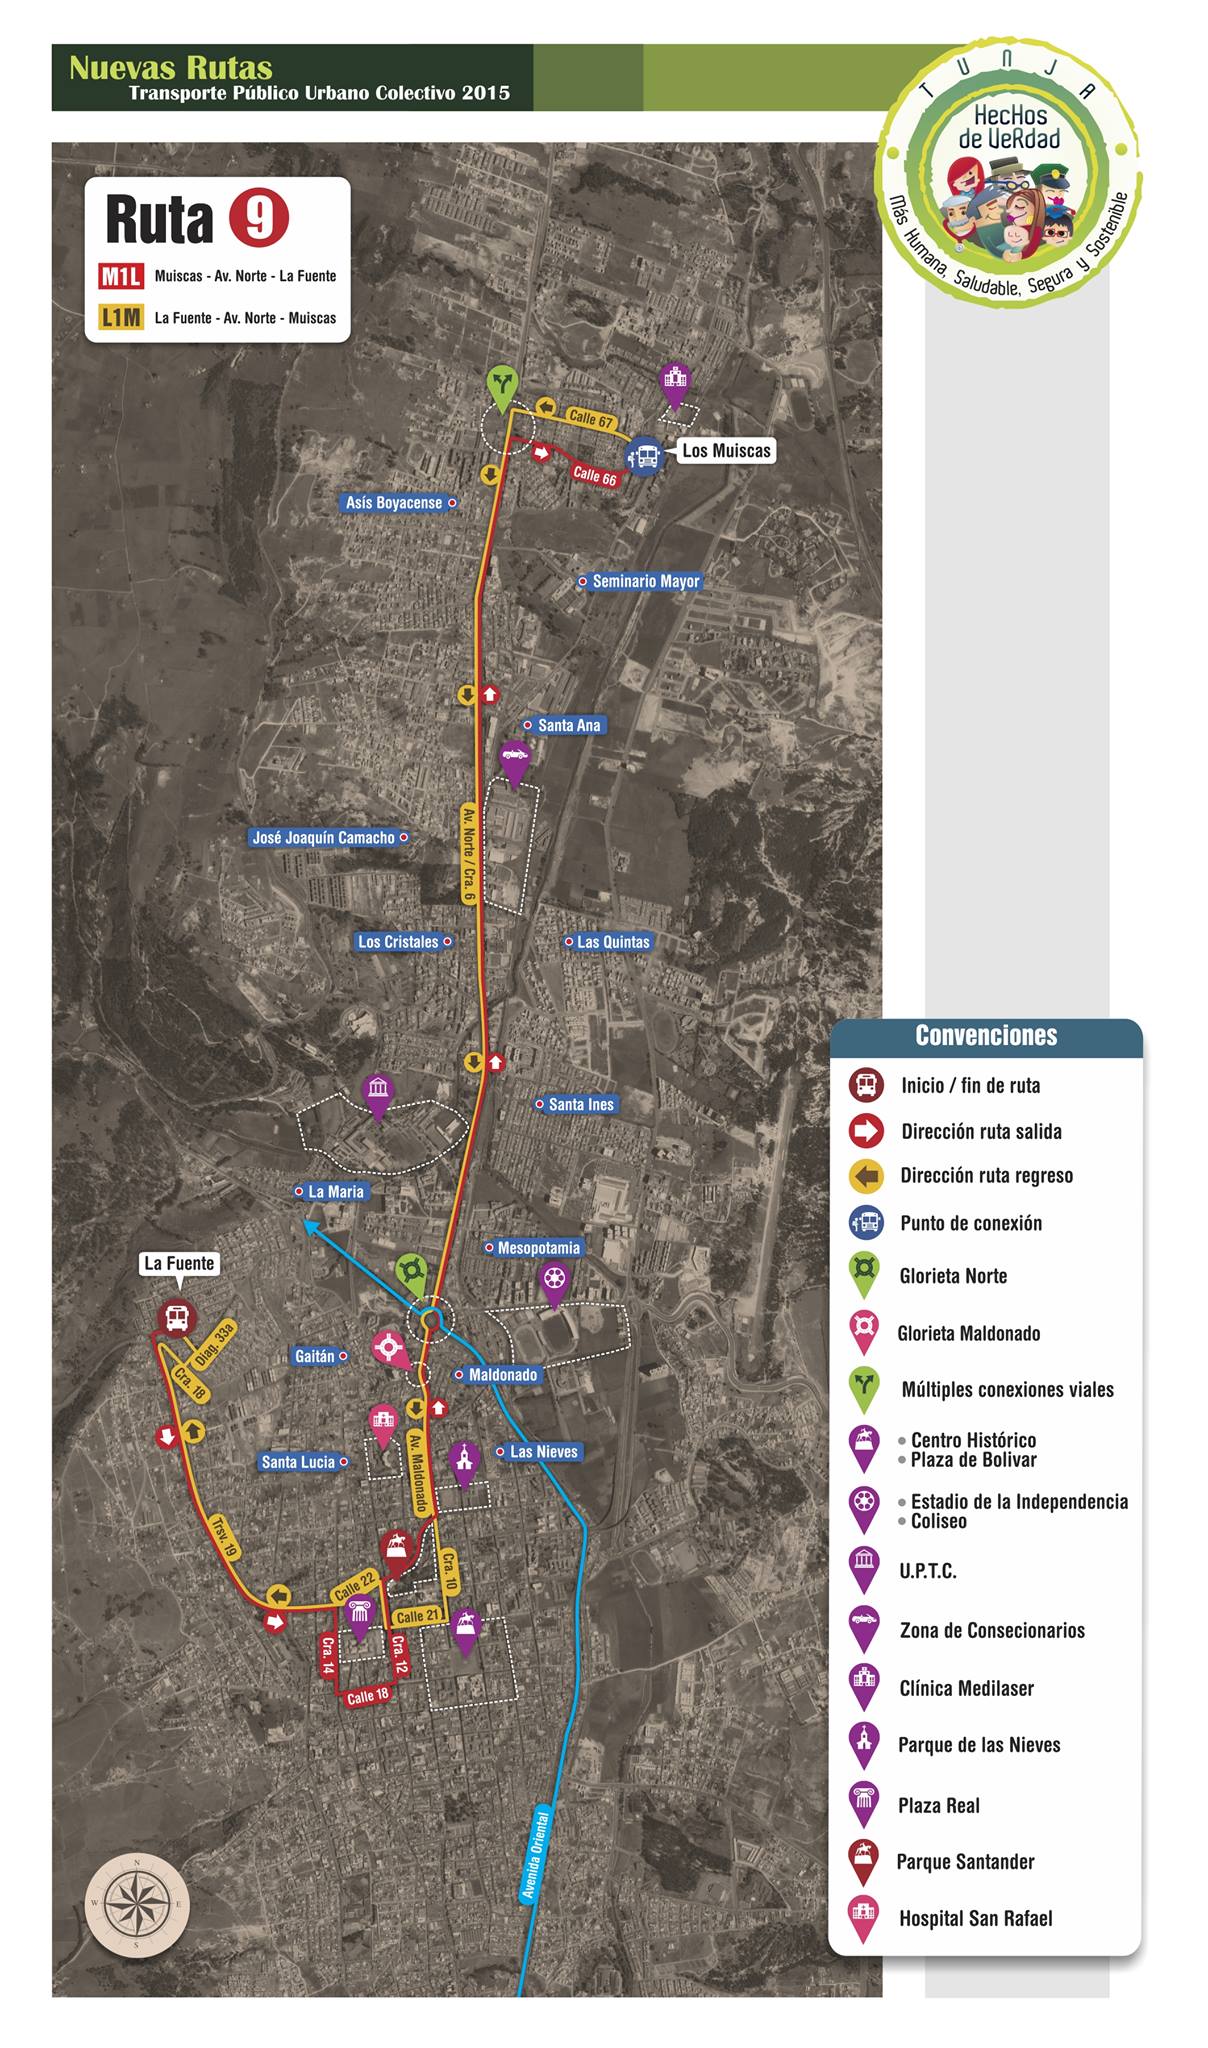 Nuevas Rutas
Transporte Público Urbano Colectivo 2015
TUNJA
HecHos
de VeRdad
Más Humana, Saludable, Segura y Sostenible
Ruta 9
M1L Muiscas - Av. Norte - La Fuente
L1M La Fuente - Av. Norte - Muiscas
Calle 67
Los Muiscas
Calle 66
Asís Boyacense
Seminario Mayor
Santa Ana
Av. Norte / Cra. 6
José Joaquín Camacho
Los Cristales
Las Quintas
Santa Ines
La Maria
Mesopotamia
La Fuente
Diag. 33a
Cra. 18
Gaitán
Maldonado
Av. Maldonado
Santa Lucia
Las Nieves
Trsv. 19
Calle 22
Cra. 10
Calle 21
Cra. 14
Cra. 12
Calle 18
Avenida Oriental
N
W
E
S
Convenciones
Inicio / fin de ruta
Dirección ruta salida
Dirección ruta regreso
Punto de conexión
Glorieta Norte
Glorieta Maldonado
Múltiples conexiones viales
• Centro Histórico
• Plaza de Bolivar
• Estadio de la Independencia
• Coliseo
U.P.T.C.
Zona de Consecionarios
Clínica Medilaser
Parque de las Nieves
Plaza Real
Parque Santander
Hospital San Rafael